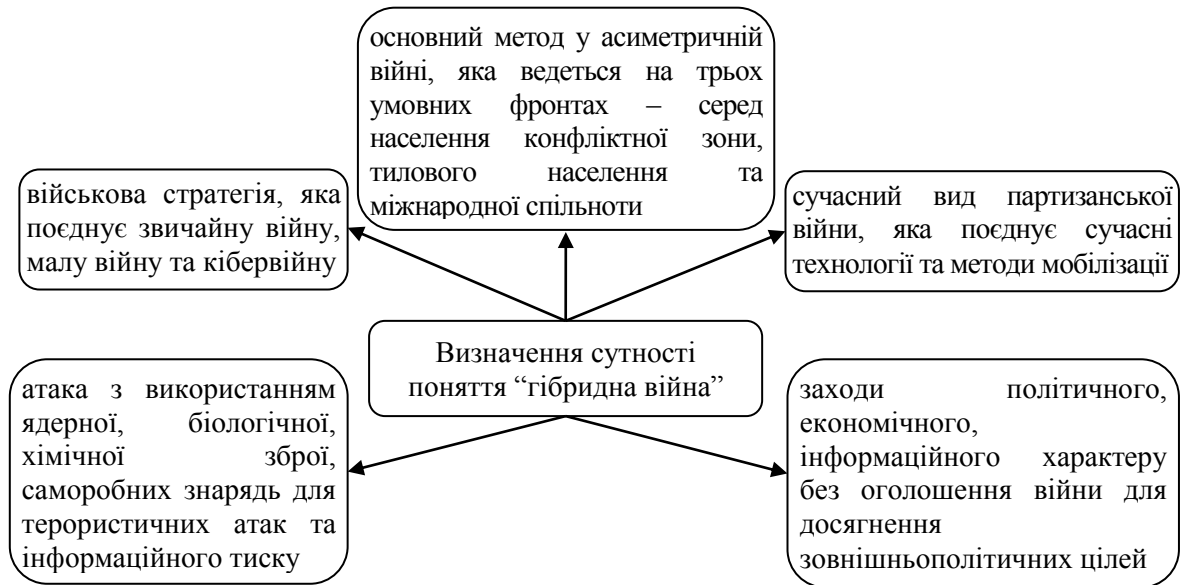 основний метод у асиметричній
війні, яка ведеться на трьох
умовних фронтах – серед
населення конфліктної зони,
тилового населення та
міжнародної спільноти
військова стратегія, яка
поєднує звичайну війну,
малу війну та кібервійну
сучасний вид партизанської
війни, яка поєднує сучасні
технології та методи мобілізації
Визначення сутності
поняття “гібридна війна”
атака з використанням
ядерної, біологічної,
хімічної зброї,
саморобних знарядь для
терористичних атак та
інформаційного тиску
заходи політичного,
економічного,
інформаційного характеру
без оголошення війни для
досягнення
зовнішньополітичних цілей